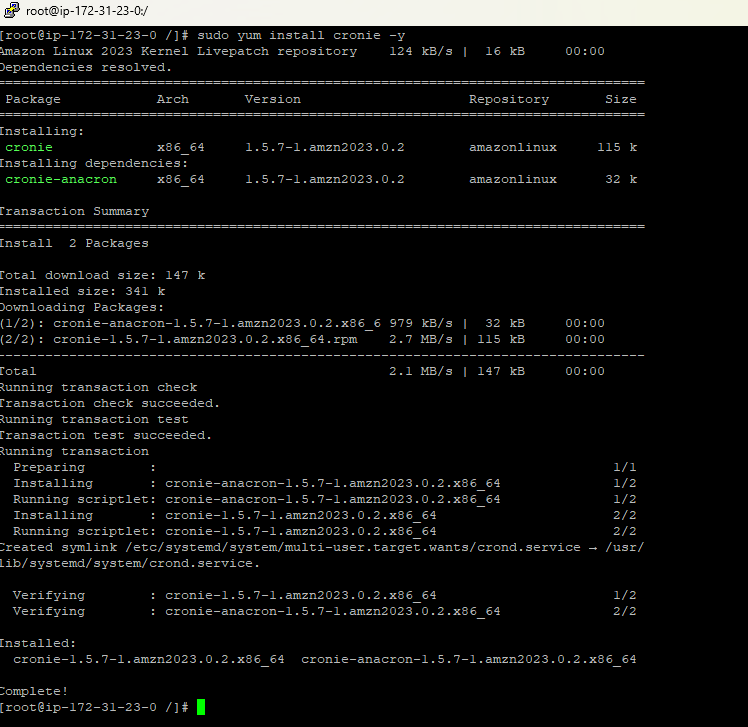 root@ip-172-31-23-0:/
[root@ip-172-31-23-0 /]# sudo yum install cronie -y
Amazon Linux 2023 Kernel Livepatch repository    124 kB/s |  16 kB     00:00
Dependencies resolved.
================================================================================
 Package            Arch       Version                     Repository       Size
================================================================================
Installing:
 cronie             x86_64     1.5.7-1.amzn2023.0.2        amazonlinux     115 k
Installing dependencies:
 cronie-anacron     x86_64     1.5.7-1.amzn2023.0.2        amazonlinux      32 k

Transaction Summary
================================================================================
Install  2 Packages

Total download size: 147 k
Installed size: 341 k
Downloading Packages:
(1/2): cronie-anacron-1.5.7-1.amzn2023.0.2.x86_6 979 kB/s |  32 kB     00:00
(2/2): cronie-1.5.7-1.amzn2023.0.2.x86_64.rpm    2.7 MB/s | 115 kB     00:00
--------------------------------------------------------------------------------
Total                                            2.1 MB/s | 147 kB     00:00
Running transaction check
Transaction check succeeded.
Running transaction test
Transaction test succeeded.
Running transaction
  Preparing        :                                                         1/1
  Installing       : cronie-anacron-1.5.7-1.amzn2023.0.2.x86_64              1/2
  Running scriptlet: cronie-anacron-1.5.7-1.amzn2023.0.2.x86_64              1/2
  Installing       : cronie-1.5.7-1.amzn2023.0.2.x86_64                      2/2
  Running scriptlet: cronie-1.5.7-1.amzn2023.0.2.x86_64                      2/2
Created symlink /etc/systemd/system/multi-user.target.wants/crond.service → /usr/
lib/systemd/system/crond.service.

  Verifying        : cronie-1.5.7-1.amzn2023.0.2.x86_64                      1/2
  Verifying        : cronie-anacron-1.5.7-1.amzn2023.0.2.x86_64              2/2

Installed:
  cronie-1.5.7-1.amzn2023.0.2.x86_64  cronie-anacron-1.5.7-1.amzn2023.0.2.x86_64

Complete!
[root@ip-172-31-23-0 /]#